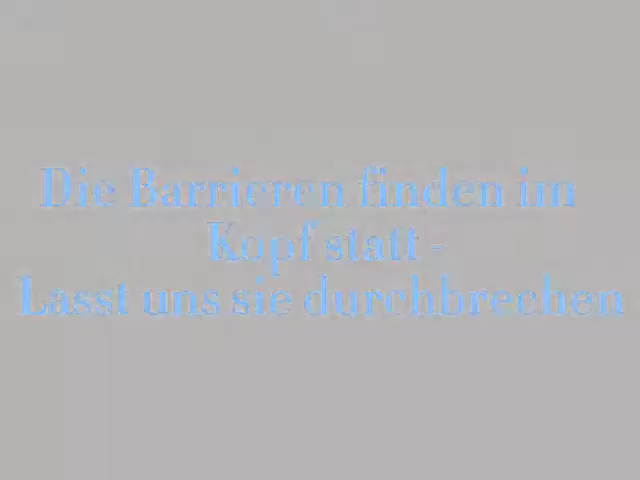 Die Barrieren finden im
Kopf statt -
Lasst uns sie durchbrechen